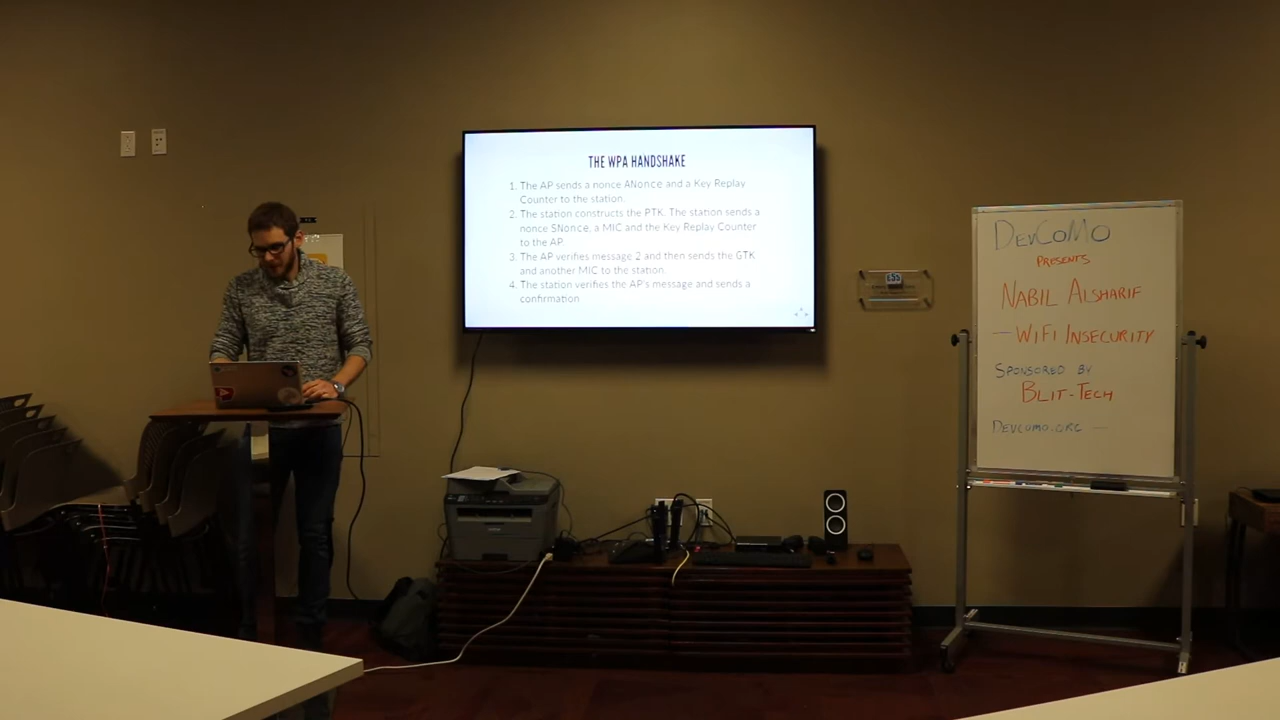 THE WPA HANDSHAKE
1. The AP sends a nonce ANonce and a Key Replay
Counter to the station.
2. The station constructs the PTK. The station sends a
nonce SNonce, a MIC and the Key Replay Counter
to the AP.
3. The AP verifies message 2 and then sends the GTK
and another MIC to the station.
4. The station verifies the AP's message and sends a
confirmation
DEVCOMO
PRESENTS
NABIL ALSHARIF
— WIFI INSECURITY
SPONSORED BY
BLIT-TECH
DEVCOMO.ORG —